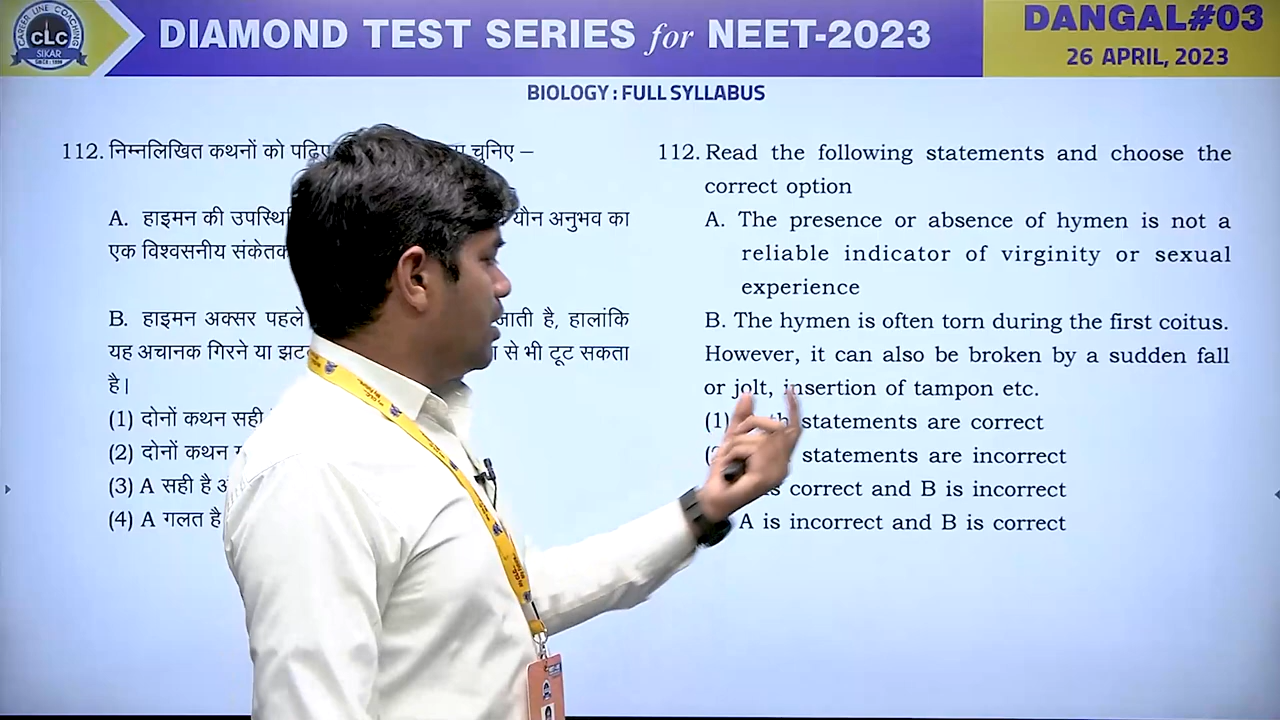 CAREER LINE COACHING
CLC
SIKAR
SINCE : 1996
DIAMOND TEST SERIES for NEET-2023
DANGAL#03
26 APRIL, 2023
BIOLOGY : FULL SYLLABUS
112. निम्नलिखित कथनों को पढ़िए चुनिए –
A. हाइमन की यौन अनुभव का
एक विश्वसनीय
B. हाइमन अक्सर पहले जाती है, हालांकि
यह अचानक गिरने या से भी टूट सकता
है।
(1) दोनों कथन सही
(2) दोनों कथन
(3) A सही है
(4) A गलत है
112. Read the following statements and choose the
correct option
A. The presence or absence of hymen is not a
reliable indicator of virginity or sexual
experience
B. The hymen is often torn during the first coitus.
However, it can also be broken by a sudden fall
or jolt, insertion of tampon etc.
(1) statements are correct
statements are incorrect
correct and B is incorrect
A is incorrect and B is correct